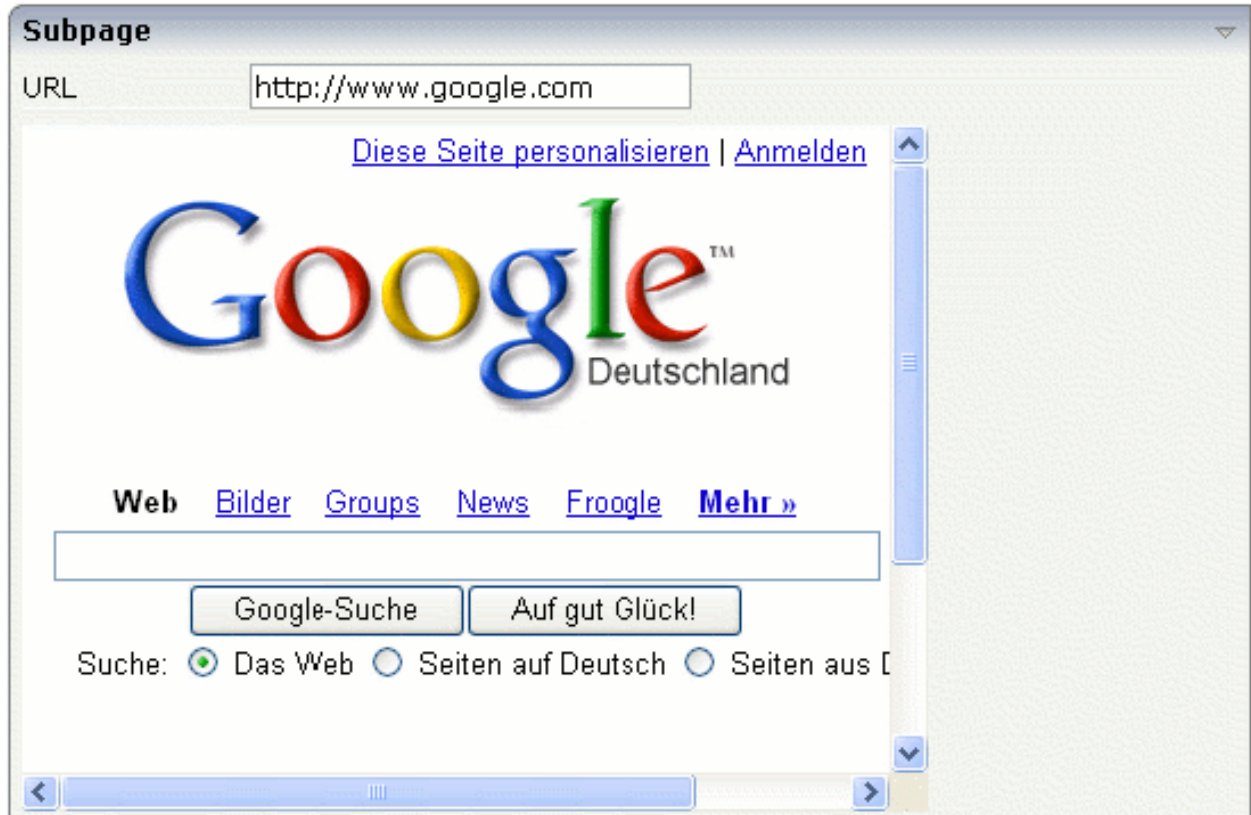 Subpage
URL http://www.google.com
Diese Seite personalisieren | Anmelden
Google™
Deutschland
Web Bilder Groups News Froogle Mehr »
Google-Suche Auf gut Glück!
Suche: Das Web Seiten auf Deutsch Seiten aus